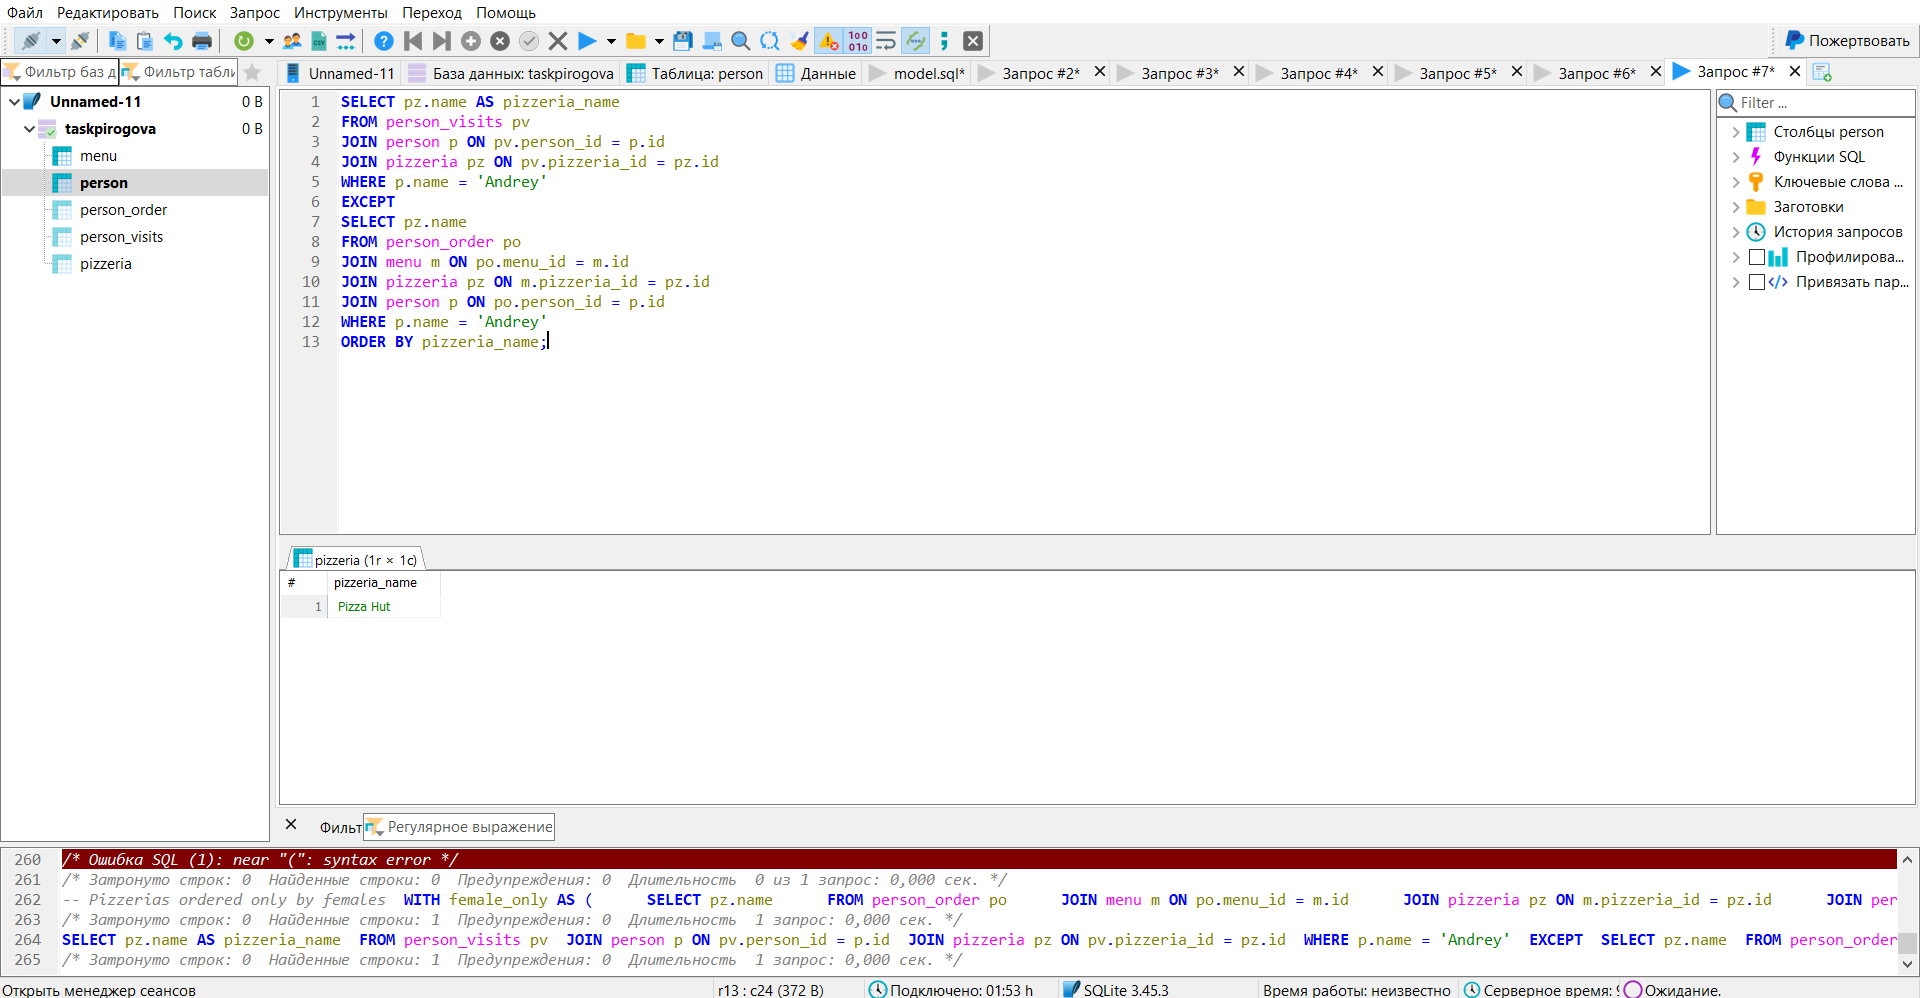 Файл Редактировать Поиск Запрос Инструменты Переход Помощь
Пожертвовать
Фильтр баз д Фильтр табли
Unnamed-11 База данных: taskpirogova Таблица: person Данные model.sql* Запрос #2* Запрос #3* Запрос #4* Запрос #5* Запрос #6* Запрос #7*
Unnamed-11 0 B
taskpirogova 0 B
menu
person
person_order
person_visits
pizzeria
1 SELECT pz.name AS pizzeria_name
2 FROM person_visits pv
3 JOIN person p ON pv.person_id = p.id
4 JOIN pizzeria pz ON pv.pizzeria_id = pz.id
5 WHERE p.name = 'Andrey'
6 EXCEPT
7 SELECT pz.name
8 FROM person_order po
9 JOIN menu m ON po.menu_id = m.id
10 JOIN pizzeria pz ON m.pizzeria_id = pz.id
11 JOIN person p ON po.person_id = p.id
12 WHERE p.name = 'Andrey'
13 ORDER BY pizzeria_name;
Filter ...
Столбцы person
Функции SQL
Ключевые слова ...
Заготовки
История запросов
Профилирова...
Привязать пар...
pizzeria (1r × 1c)
# pizzeria_name
1 Pizza Hut
Фильт Регулярное выражение
260 /* Ошибка SQL (1): near "(": syntax error */
261 /* Затронуто строк: 0 Найденные строки: 0 Предупреждения: 0 Длительность 0 из 1 запрос: 0,000 сек. */
262 -- Pizzerias ordered only by females WITH female_only AS ( SELECT pz.name FROM person_order po JOIN menu m ON po.menu_id = m.id JOIN pizzeria pz ON m.pizzeria_id = pz.id JOIN per
263 /* Затронуто строк: 0 Найденные строки: 1 Предупреждения: 0 Длительность 1 запрос: 0,000 сек. */
264 SELECT pz.name AS pizzeria_name FROM person_visits pv JOIN person p ON pv.person_id = p.id JOIN pizzeria pz ON pv.pizzeria_id = pz.id WHERE p.name = 'Andrey' EXCEPT SELECT pz.name FROM person_order
265 /* Затронуто строк: 0 Найденные строки: 1 Предупреждения: 0 Длительность 1 запрос: 0,000 сек. */
Открыть менеджер сеансов r13 : c24 (372 B) Подключено: 01:53 h SQLite 3.45.3 Время работы: неизвестно Серверное время: Ожидание.